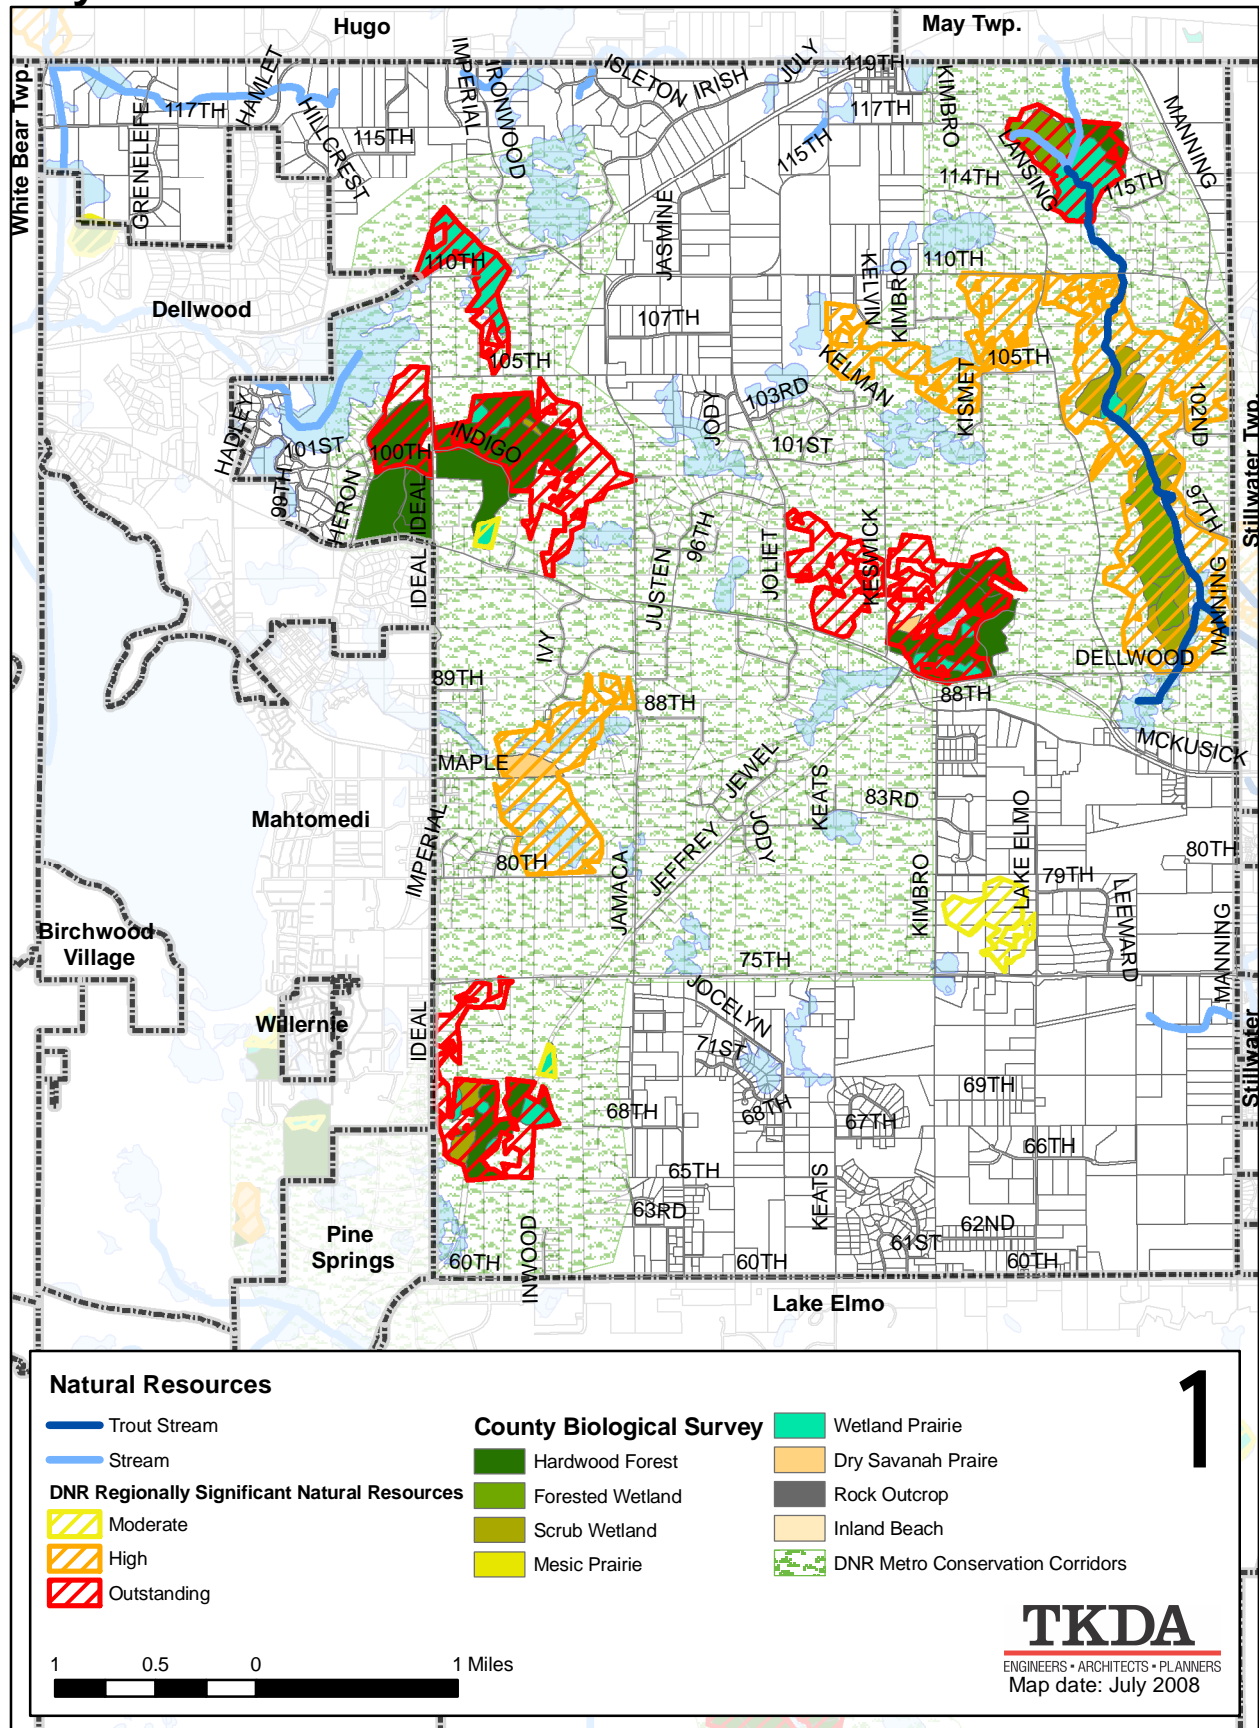 Hugo
May Twp.
White Bear Twp.
IMPERIAL
IRONWOOD
ISLETON
IRISH
JULY
119TH
117TH
HAMLET
HILLCREST
115TH
GRENELEFE
117TH
115TH
KIMBRO
LANSING
MANNING
114TH
115TH
110TH
JASMINE
KELVIN
KIMBRO
110TH
Dellwood
107TH
105TH
KELMAN
105TH
KISMET
103RD
JODY
101ST
102ND
HADLEY
101ST
100TH
INDIGO
99TH
HERON
IDEAL
97TH
96TH
Stillwater Twp.
IDEAL
JUSTEN
JOLIET
KESWICK
MANNING
IVY
DELLWOOD
89TH
88TH
88TH
MAPLE
JEWEL
MCKUSICK
Mahtomedi
KEATS
83RD
LAKE ELMO
IMPERIAL
JEFFREY
JODY
80TH
80TH
79TH
JAMACA
KIMBRO
LEEWARD
Birchwood
Village
MANNING
75TH
JOCELYN
Willernie
IDEAL
71ST
Stillwater
69TH
68TH
68TH
67TH
66TH
65TH
KEATS
63RD
62ND
61ST
Pine
Springs
INWOOD
60TH
60TH
60TH
Lake Elmo
Natural Resources
1
Trout Stream
Stream
DNR Regionally Significant Natural Resources
Moderate
High
Outstanding
County Biological Survey
Hardwood Forest
Forested Wetland
Scrub Wetland
Mesic Prairie
Wetland Prairie
Dry Savanah Praire
Rock Outcrop
Inland Beach
DNR Metro Conservation Corridors
1 0.5 0 1 Miles
TKDA
ENGINEERS • ARCHITECTS • PLANNERS
Map date: July 2008